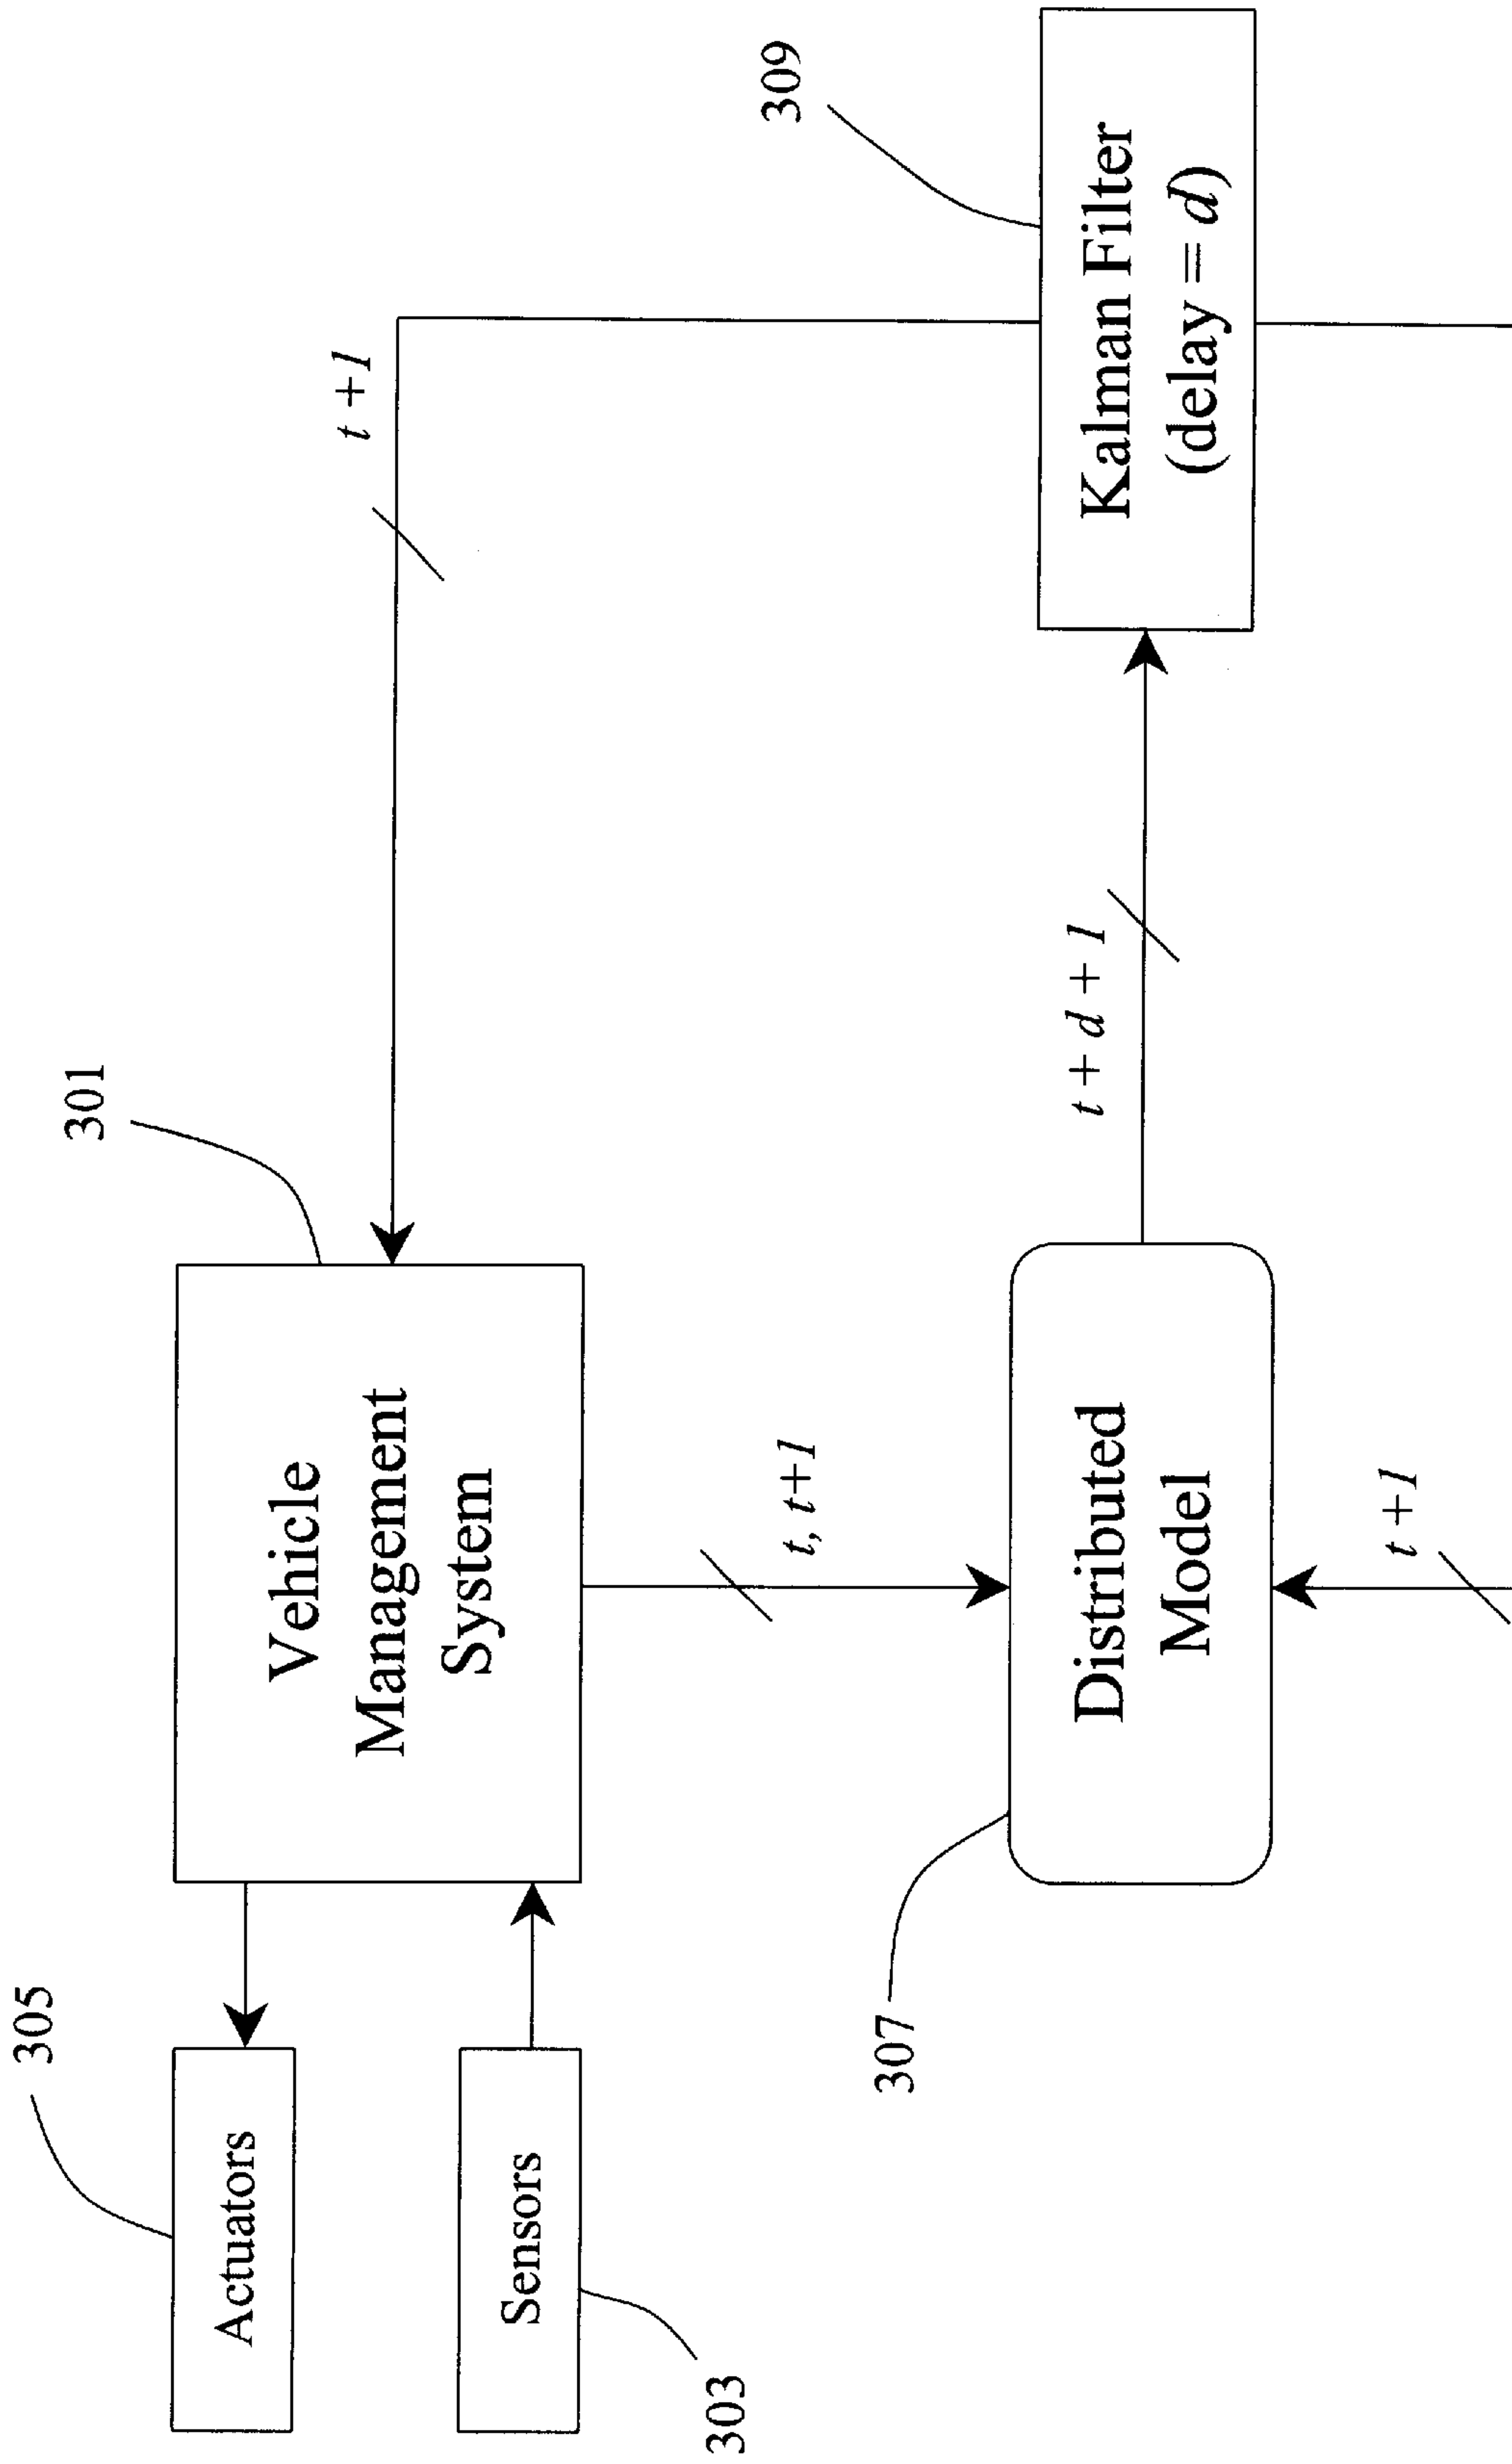 305
Actuators
Sensors
303
301
Vehicle
Management
System
t, t+1
t +1
307
Distributed
Model
t +1
t + d + 1
309
Kalman Filter
(delay = d)